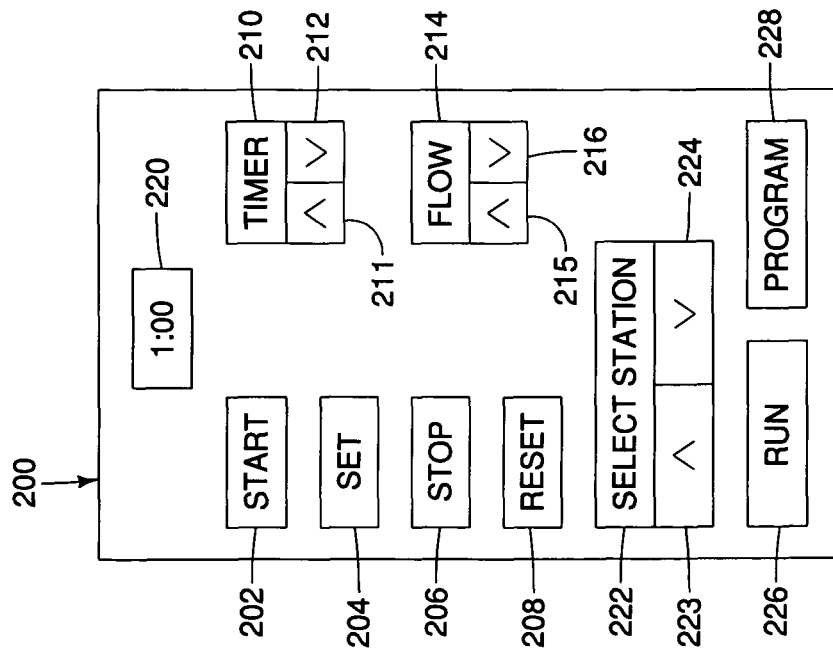 200
220
1:00
202
START
TIMER
210
211
212
204
SET
206
STOP
FLOW
214
215
216
208
RESET
222
SELECT STATION
223
224
226
RUN
PROGRAM
228